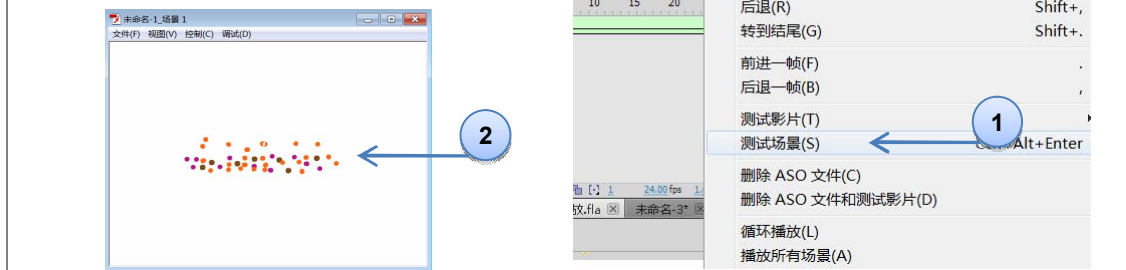 未命名-1_场景 1
文件(F) 视图(V) 控制(C) 调试(D)
2
10 15 20
[·] 1 24.00 fps 1.
放.fla 未命名-3*
后退(R) Shift+,
转到结尾(G) Shift+.
前进一帧(F) .
后退一帧(B) ,
测试影片(T)
1
测试场景(S) Alt+Enter
删除 ASO 文件(C)
删除 ASO 文件和测试影片(D)
循环播放(L)
播放所有场景(A)